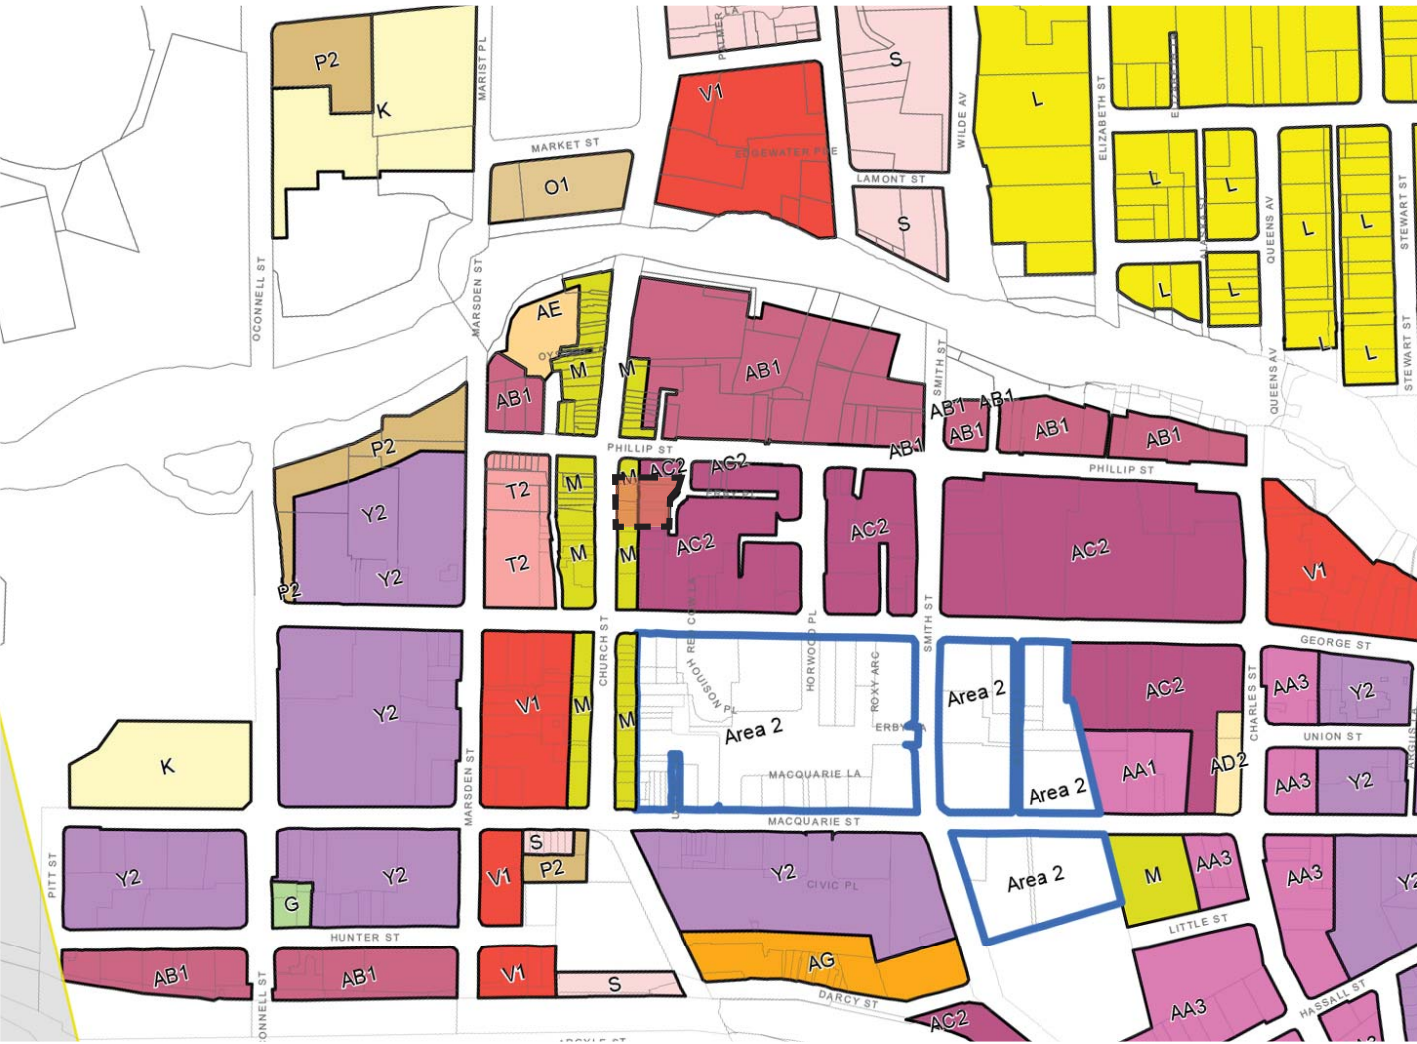 PALMER LA
S
P2
MARIST PL
K
V1
L
WILDE AV
ELIZABETH ST
MARKET ST
EDGEWATER PDE
LAMONT ST
O1
L
L
S
L
L
QUEENS AV
STEWART ST
OCONNELL ST
MARSDEN ST
AE
L
L
M
M
AB1
AB1
SMITH ST
L
L
QUEENS AV
STEWART ST
AB1
AB1
AB1
AB1
AB1
AB1
P2
PHILLIP ST
PHILLIP ST
T2
M
M
AC2
AC2
Y2
AC2
AC2
AC2
V1
T2
M
M
Y2
P2
CHURCH ST
RED COW LA
HORWOOD PL
SMITH ST
GEORGE ST
HOUISON PL
ROXY ARC
Area 2
AC2
CHARLES ST
AA3
Y2
Y2
V1
M
M
Area 2
UNION ST
K
MARSDEN ST
MACQUARIE LA
Area 2
AA1
AD2
AA3
Y2
MACQUARIE ST
PITT ST
Y2
Y2
V1
S
P2
Y2
CIVIC PL
Area 2
M
AA3
AA3
Y2
G
HUNTER ST
LITTLE ST
AB1
AB1
V1
S
AG
DARCY ST
AC2
AA3
HASSALL ST
ARGYLE ST